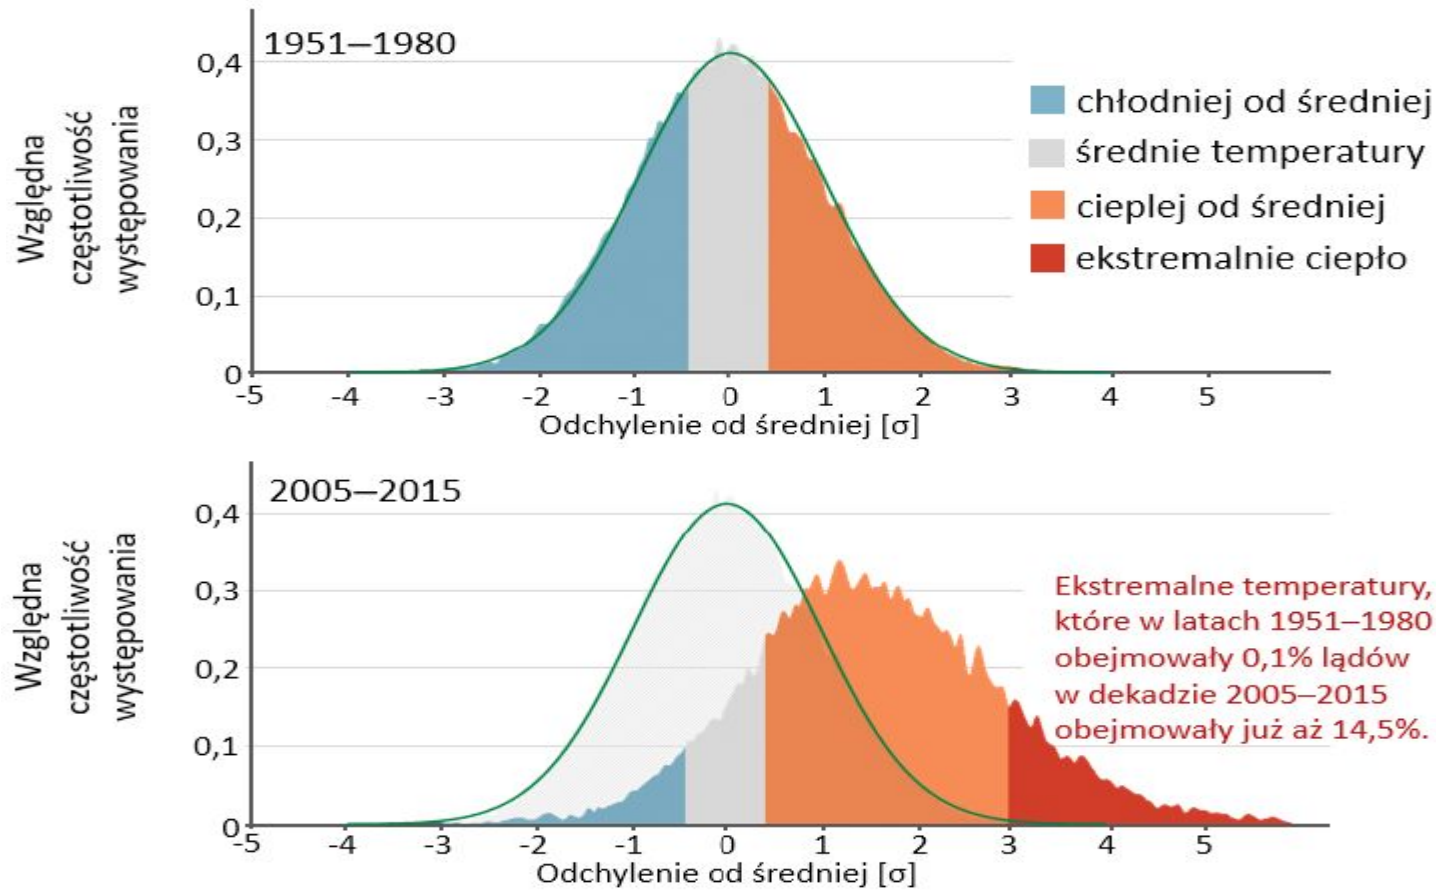 1951–1980
Względna
częstotliwość
występowania
0,4
0,3
0,2
0,1
0
-5 -4 -3 -2 -1 0 1 2 3 4 5
Odchylenie od średniej [σ]
chłodniej od średniej
średnie temperatury
cieplej od średniej
ekstremalnie ciepło
2005–2015
Względna
częstotliwość
występowania
0,4
0,3
0,2
0,1
0
-5 -4 -3 -2 -1 0 1 2 3 4 5
Odchylenie od średniej [σ]
Ekstremalne temperatury,
które w latach 1951–1980
obejmowały 0,1% lądów
w dekadzie 2005–2015
obejmowały już aż 14,5%.